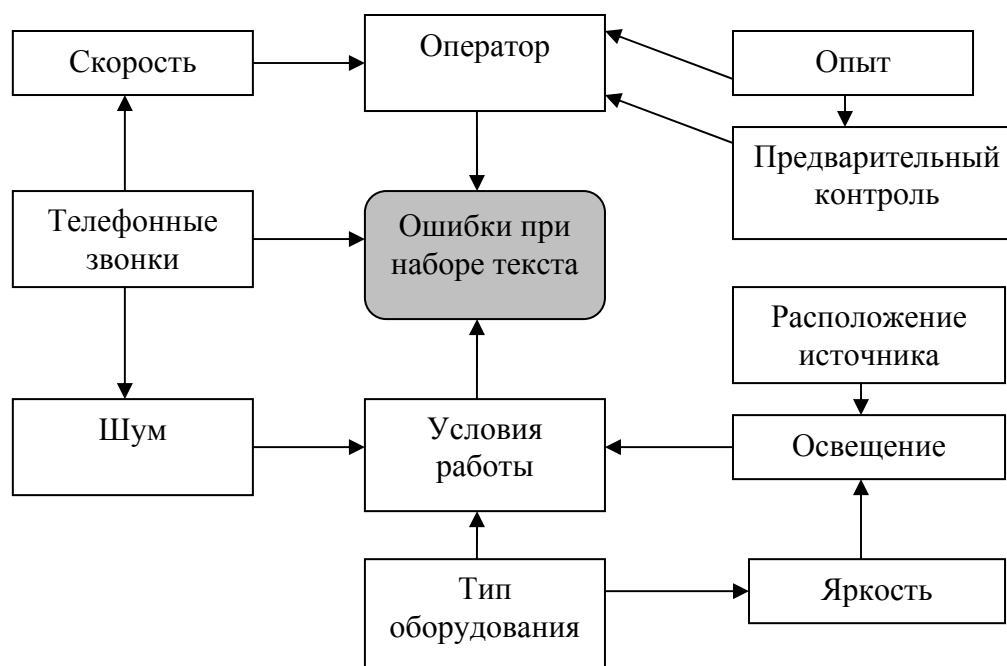 Скорость
Оператор
Опыт
Предварительный
контроль
Телефонные
звонки
Ошибки при
наборе текста
Расположение
источника
Шум
Условия
работы
Освещение
Тип
оборудования
Яркость